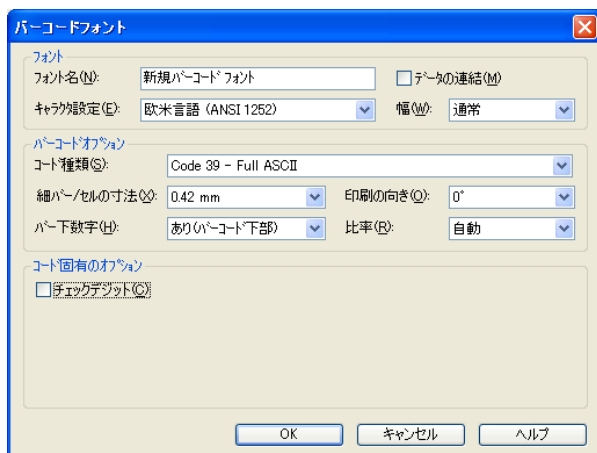 バーコードフォント
フォント
フォント名(N): 新規バーコード フォント データの連結(M)
キャラクタ設定(E): 欧米言語 (ANSI 1252) 幅(W): 通常
バーコードオプション
コード種類(S): Code 39 - Full ASCII
細バー/セルの寸法(X): 0.42 mm 印刷の向き(O): 0°
バー下数字(H): あり(バーコード下部) 比率(R): 自動
コード固有のオプション
チェックデジット(C)
OK キャンセル ヘルプ